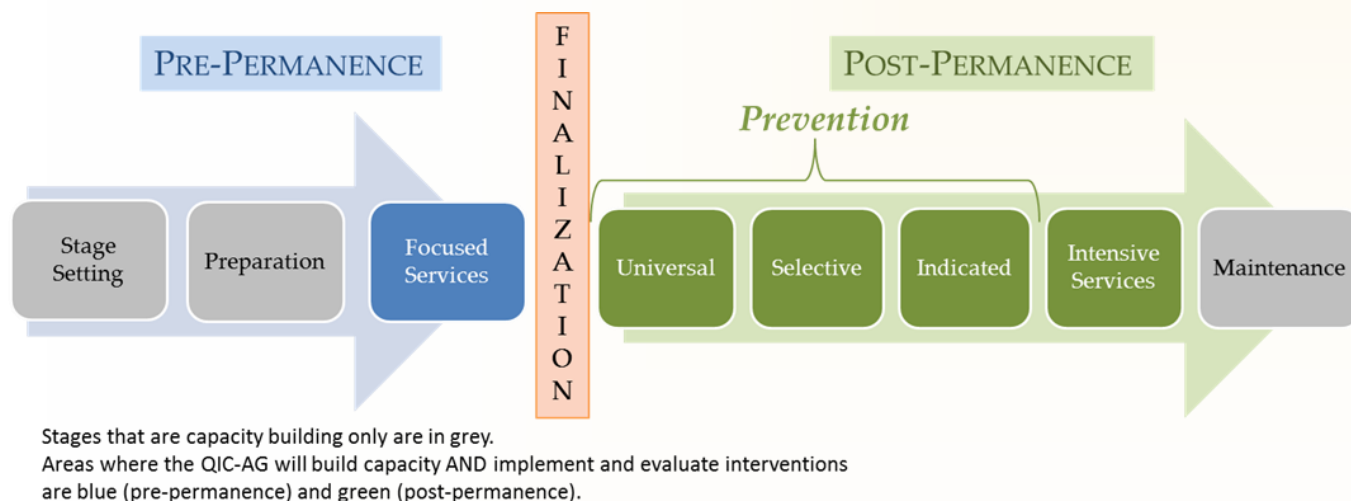 PRE-PERMANENCE
FINALIZATION
POST-PERMANENCE
Prevention
Stage
Setting
Preparation
Focused
Services
Universal
Selective
Indicated
Intensive
Services
Maintenance
Stages that are capacity building only are in grey.
Areas where the QIC-AG will build capacity AND implement and evaluate interventions
are blue (pre-permanence) and green (post-permanence).